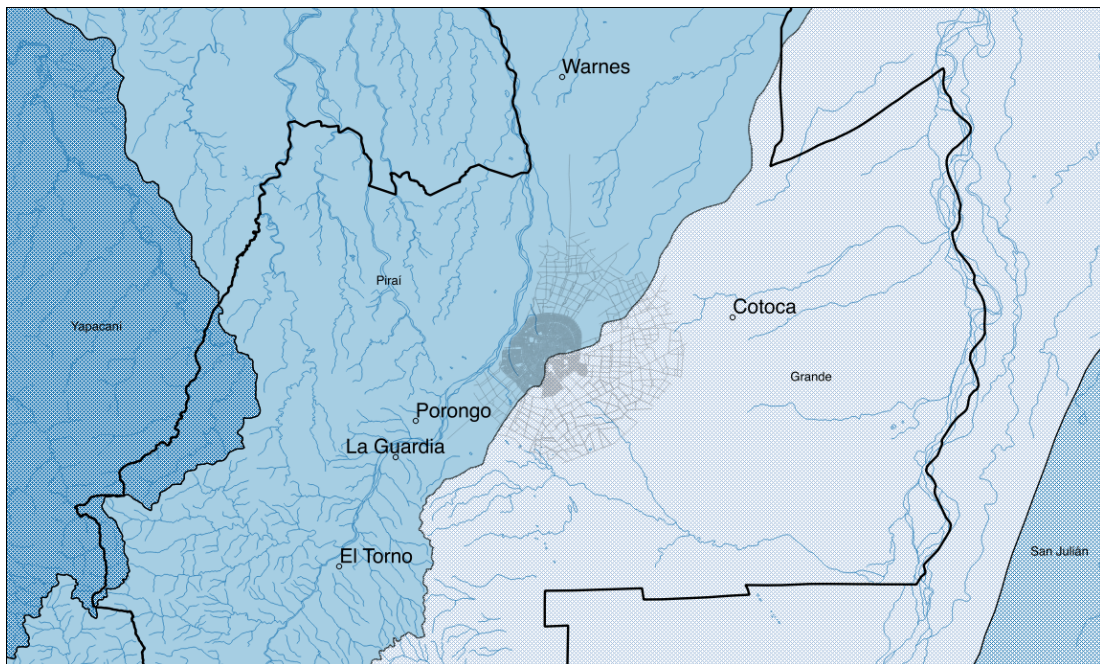 Warnes
Piraí
Cotoca
Yapacaní
Grande
Porongo
La Guardia
San Julián
El Torno